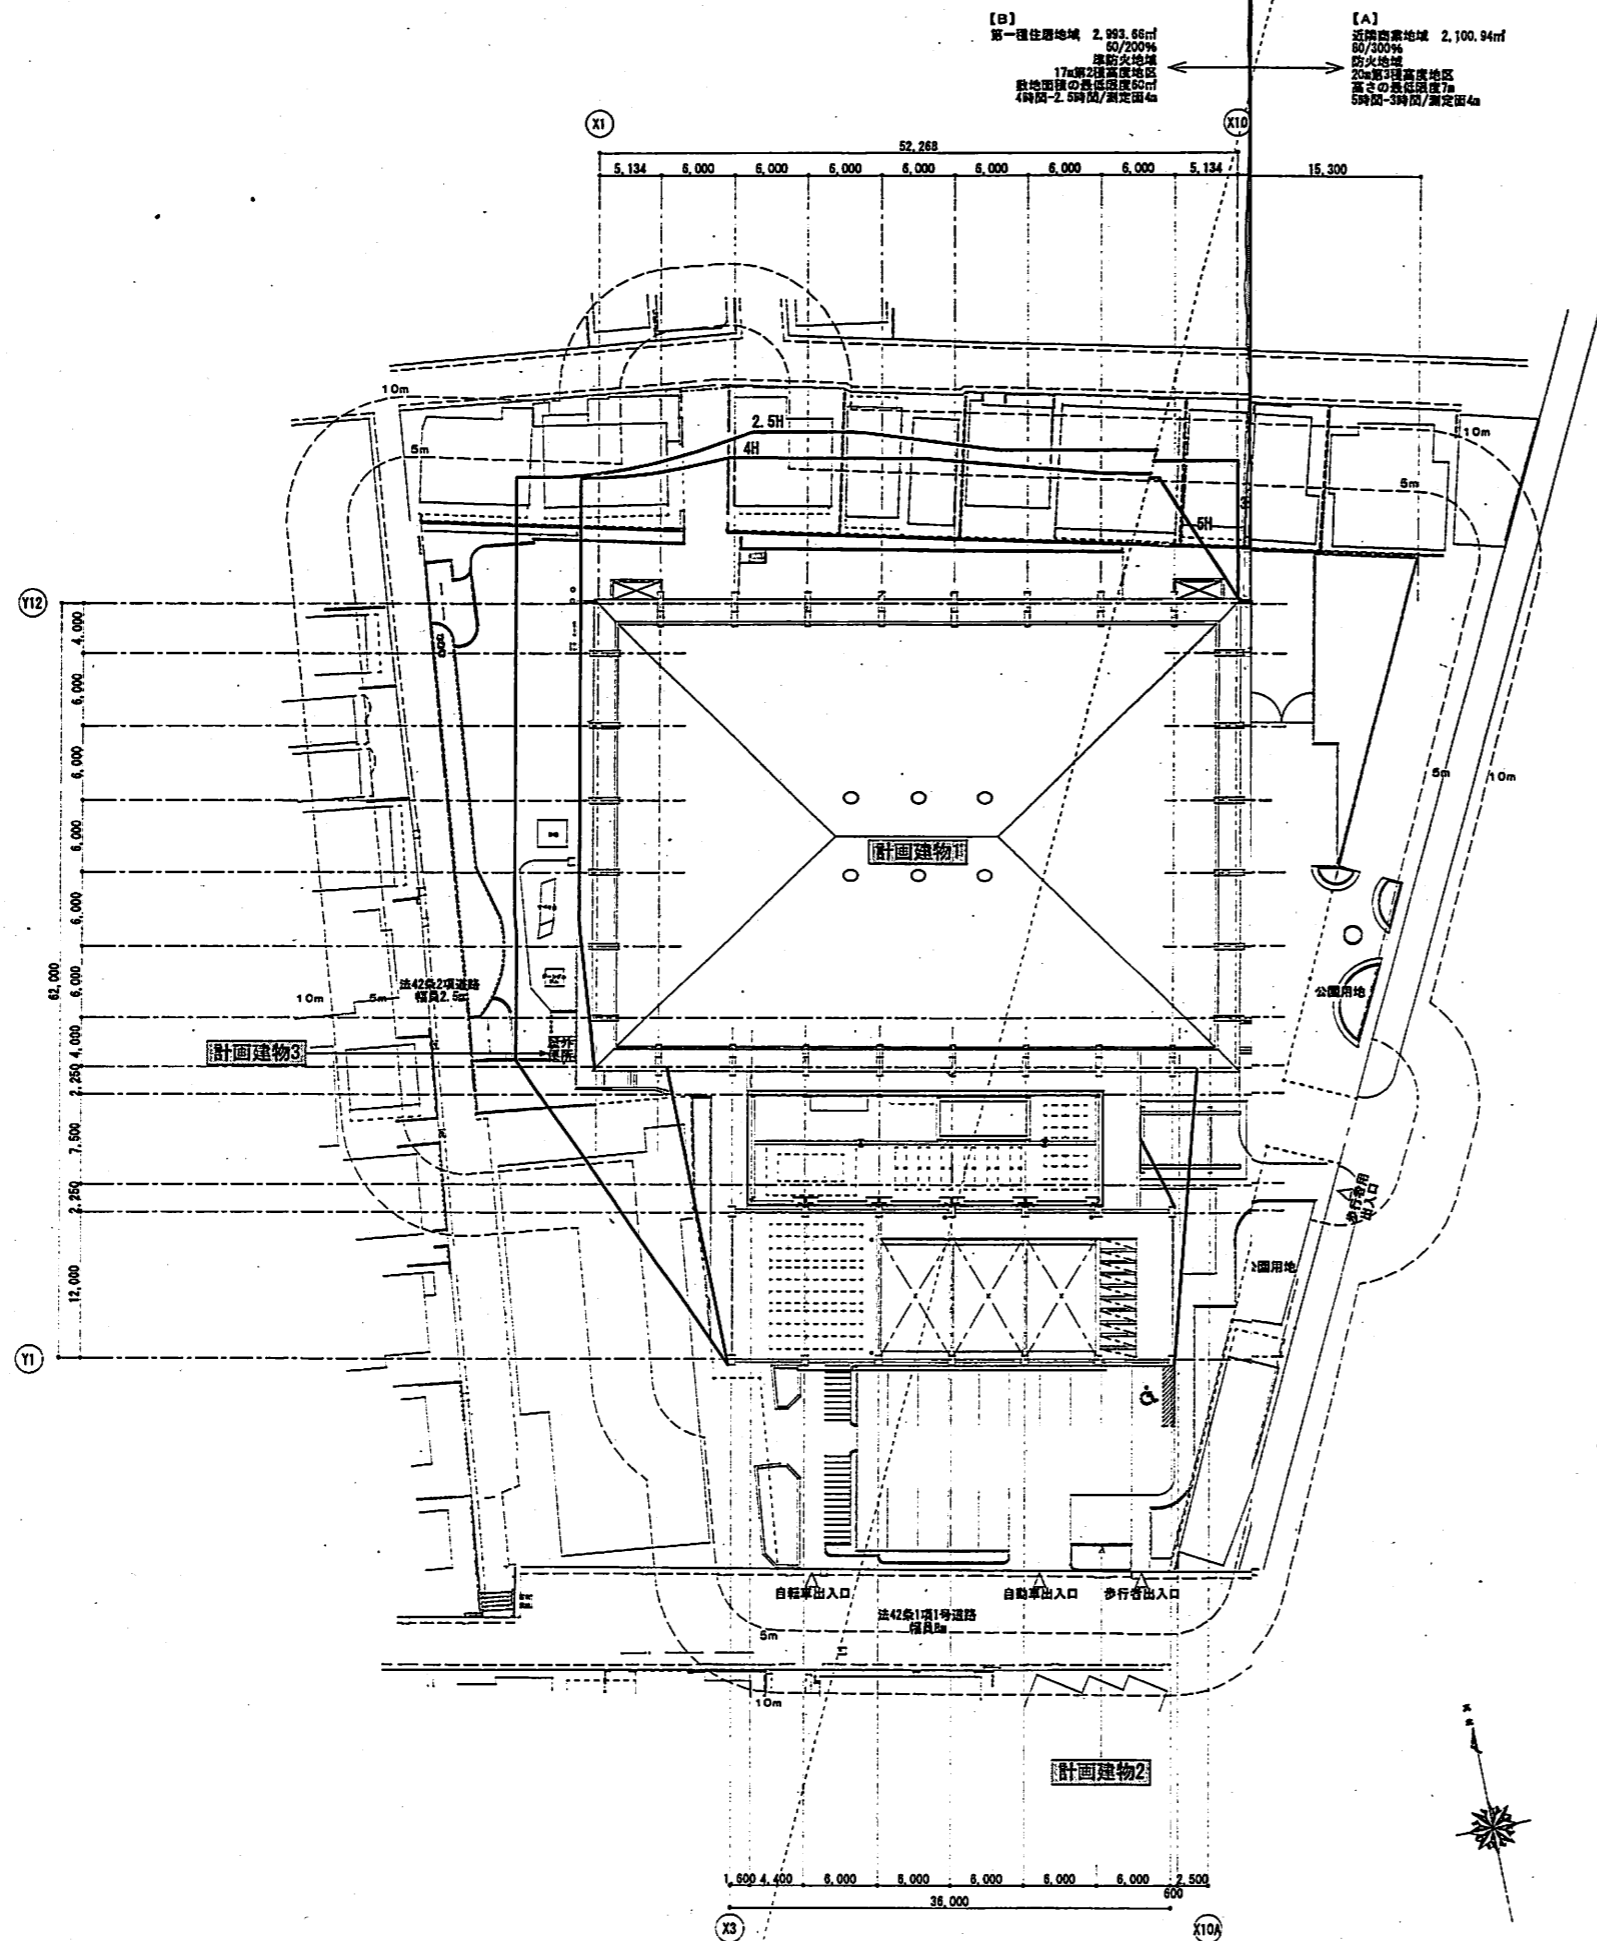 【B】
第一種住居地域 2,993.66㎡
60/200%
準防火地域
17m第2種高度地区
敷地面積の最低限度60㎡
4時間-2.5時間/測定面4m
【A】
近隣商業地域 2,100.94㎡
80/300%
防火地域
20m第3種高度地区
高さの最低限度7m
5時間-3時間/測定面4m
X1
X10
52,268
5,134
6,000
6,000
6,000
6,000
6,000
6,000
6,000
5,134
15,300
10m
5m
2.5H
4H
5H
10m
5m
Y12
4,000
6,000
6,000
6,000
6,000
6,000
4,000
2,250
7,500
2,250
12,000
62,000
Y1
計画建物1
5m
10m
法42条2項道路
幅員2.5m
10m
5m
公園用地
計画建物3
屋外
便所
歩行者用
出入口
公園用地
自転車出入口
自動車出入口
歩行者出入口
法42条1項1号道路
幅員8m
5m
10m
計画建物2
1,600
4,400
6,000
6,000
6,000
6,000
6,000
600
2,500
36,000
X3
X10A